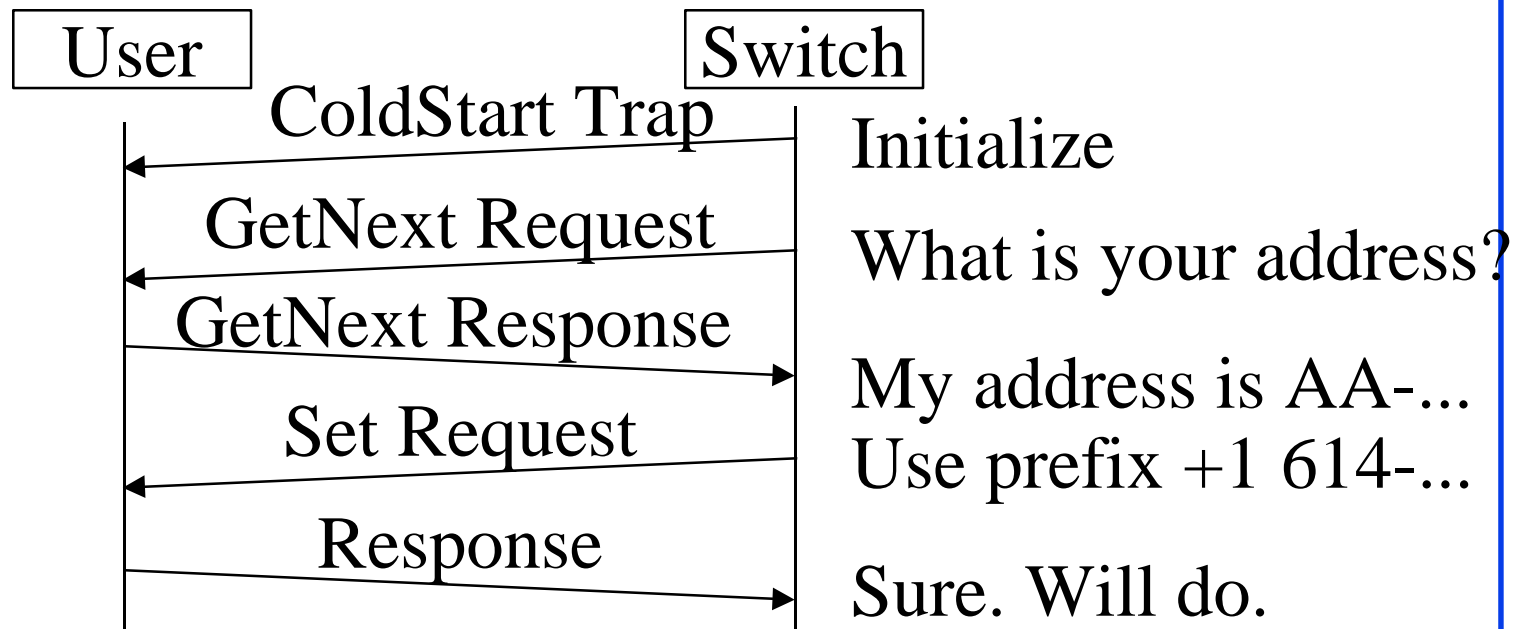 User
Switch
ColdStart Trap
Initialize
GetNext Request
What is your address?
GetNext Response
My address is AA-...
Set Request
Use prefix +1 614-...
Response
Sure. Will do.